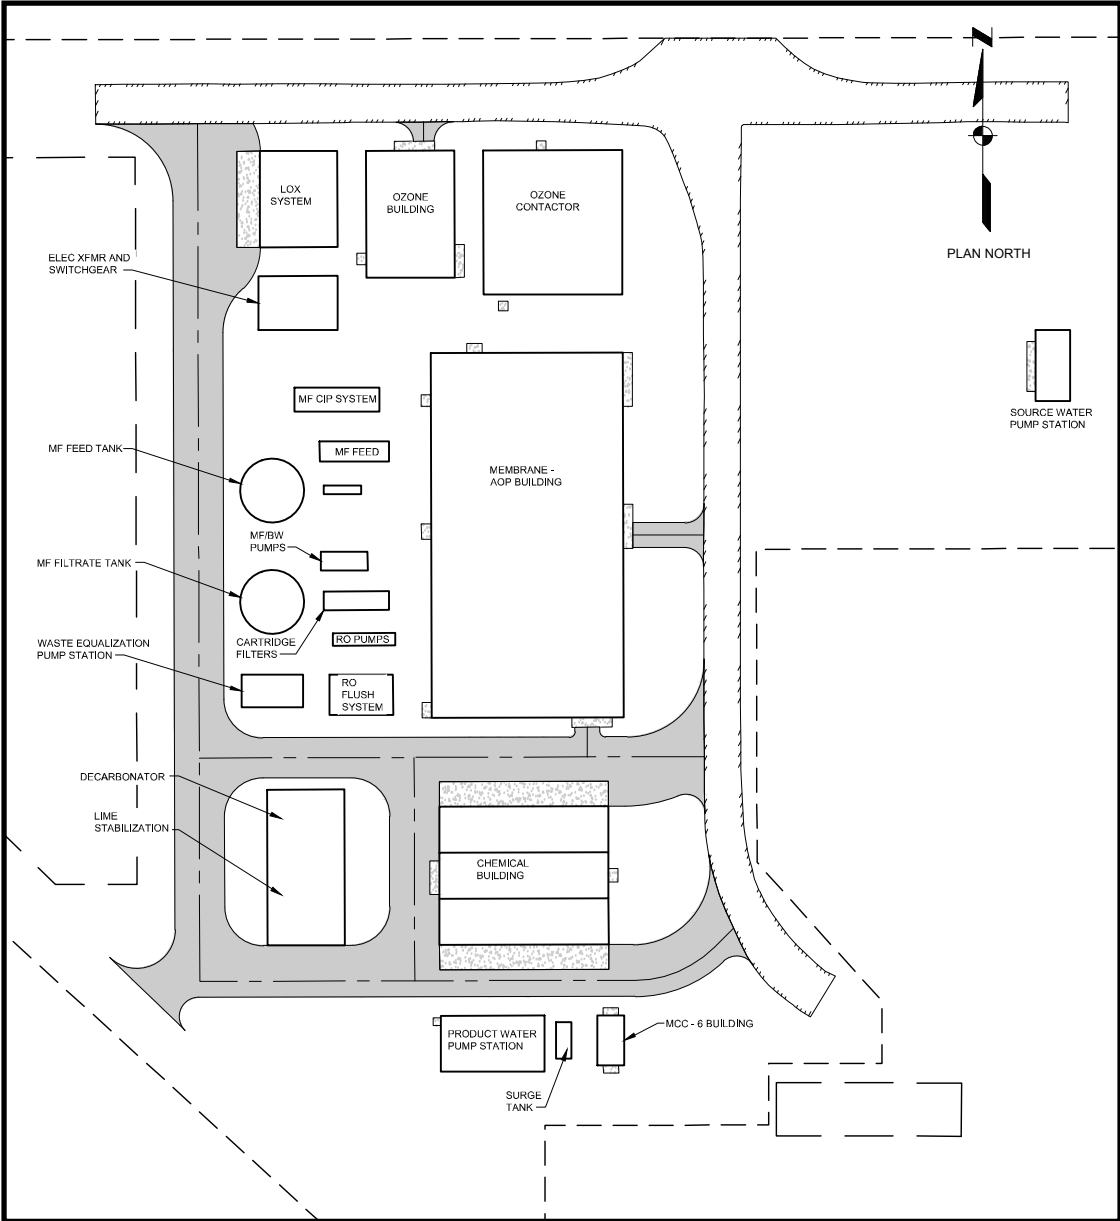 N
PLAN NORTH
LOX
SYSTEM
OZONE
BUILDING
OZONE
CONTACTOR
ELEC XFMR AND
SWITCHGEAR
SOURCE WATER
PUMP STATION
MF CIP SYSTEM
MF FEED TANK
MF FEED
MEMBRANE -
AOP BUILDING
MF/BW
PUMPS
MF FILTRATE TANK
WASTE EQUALIZATION
PUMP STATION
CARTRIDGE
FILTERS
RO PUMPS
RO
FLUSH
SYSTEM
DECARBONATOR
LIME
STABILIZATION
CHEMICAL
BUILDING
PRODUCT WATER
PUMP STATION
MCC - 6 BUILDING
SURGE
TANK